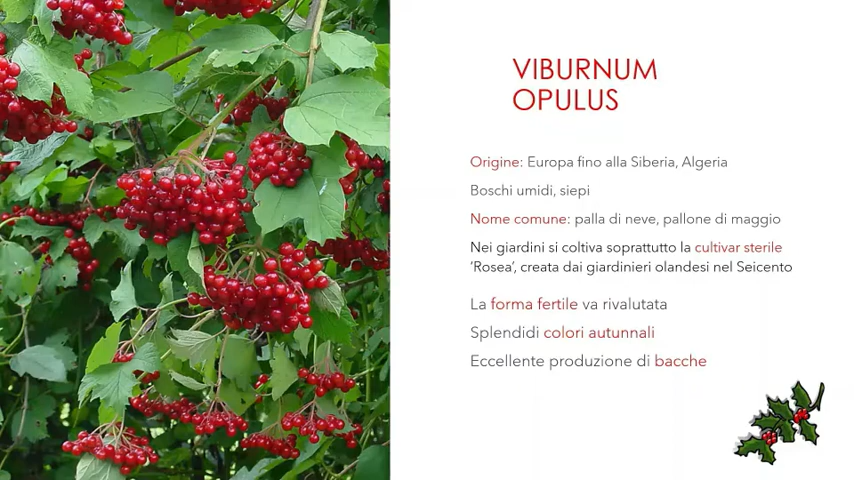 VIBURNUM
OPULUS
Origine: Europa fino alla Siberia, Algeria
Boschi umidi, siepi
Nome comune: palla di neve, pallone di maggio
Nei giardini si coltiva soprattutto la cultivar sterile
‘Rosea’, creata dai giardinieri olandesi nel Seicento
La forma fertile va rivalutata
Splendidi colori autunnali
Eccellente produzione di bacche